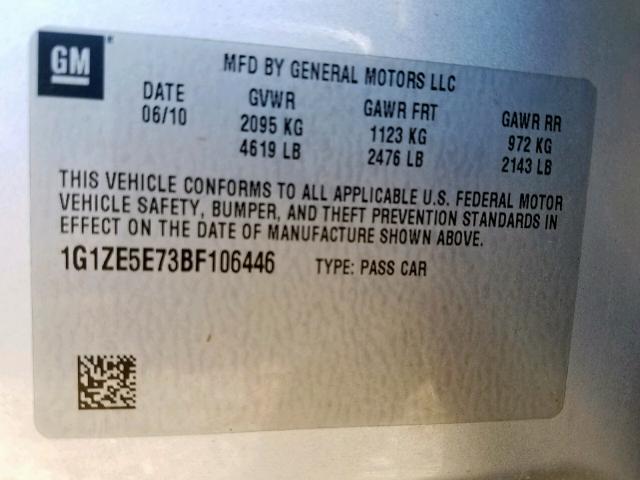 GM
MFD BY GENERAL MOTORS LLC
DATE GVWR GAWR FRT GAWR RR
06/10 2095 KG 1123 KG 972 KG
4619 LB 2476 LB 2143 LB
THIS VEHICLE CONFORMS TO ALL APPLICABLE U.S. FEDERAL MOTOR
VEHICLE SAFETY, BUMPER, AND THEFT PREVENTION STANDARDS IN
EFFECT ON THE DATE OF MANUFACTURE SHOWN ABOVE.
1G1ZE5E73BF106446 TYPE: PASS CAR